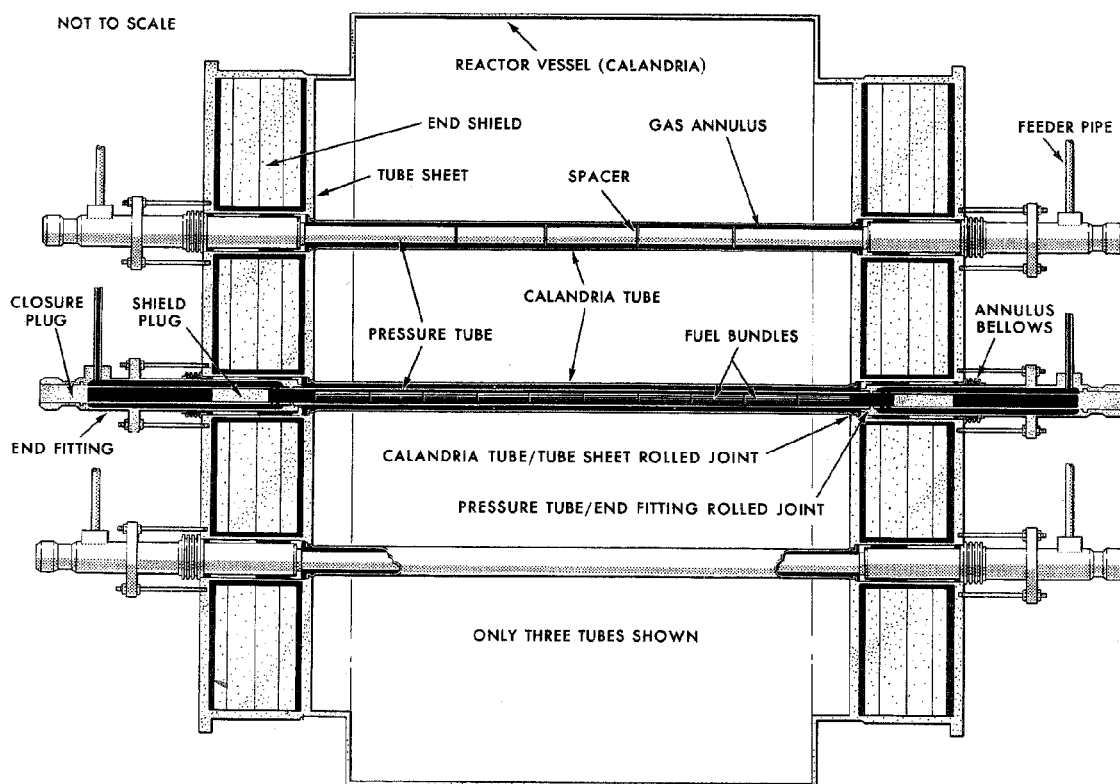 NOT TO SCALE
REACTOR VESSEL (CALANDRIA)
END SHIELD
GAS ANNULUS
FEEDER PIPE
TUBE SHEET
SPACER
CLOSURE
PLUG
SHIELD
PLUG
CALANDRIA TUBE
ANNULUS
BELLOWS
PRESSURE TUBE
FUEL BUNDLES
END FITTING
CALANDRIA TUBE/TUBE SHEET ROLLED JOINT
PRESSURE TUBE/END FITTING ROLLED JOINT
ONLY THREE TUBES SHOWN